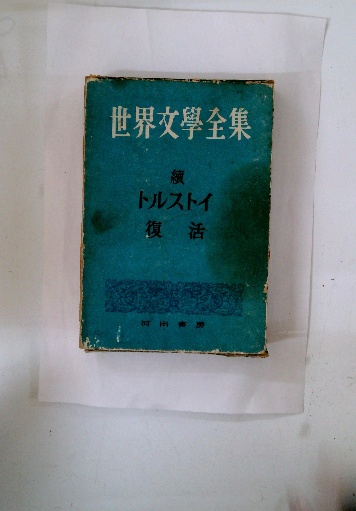 世界文學全集
續
トルストイ
復活
河出書房